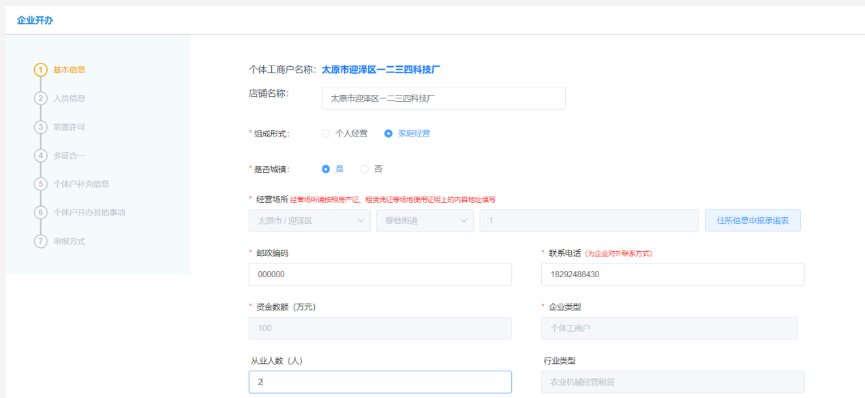 企业开办
1 基本信息
2 人员信息
3 前置许可
4 多证合一
5 个体户补充信息
6 个体户开办其他事项
7 申报方式
个体工商户名称：太原市迎泽区一二三四科技厂
店铺名称：
太原市迎泽区一二三四科技厂
* 组成形式： 个人经营 家庭经营
* 是否城镇： 是 否
* 经营场所 经营场所请按照房产证、租赁凭证等场地使用证明上的内容地址填写
太原市 / 迎泽区 柳巷街道 1 住所信息申报承诺表
* 邮政编码 * 联系电话（为企业对外联系方式）
000000 18292488430
* 资金数额（万元） * 企业类型
100 个体工商户
从业人数（人） 行业类型
2 农业机械经营租赁